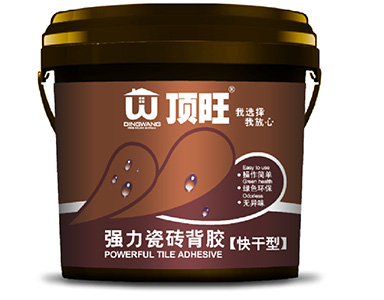 顶旺®
DINGWANG
我选择
我放心
Easy to use
•操作简单
Green health
•绿色环保
Odorless
•无异味
强力瓷砖背胶【快干型】
POWERFUL TILE ADHESIVE